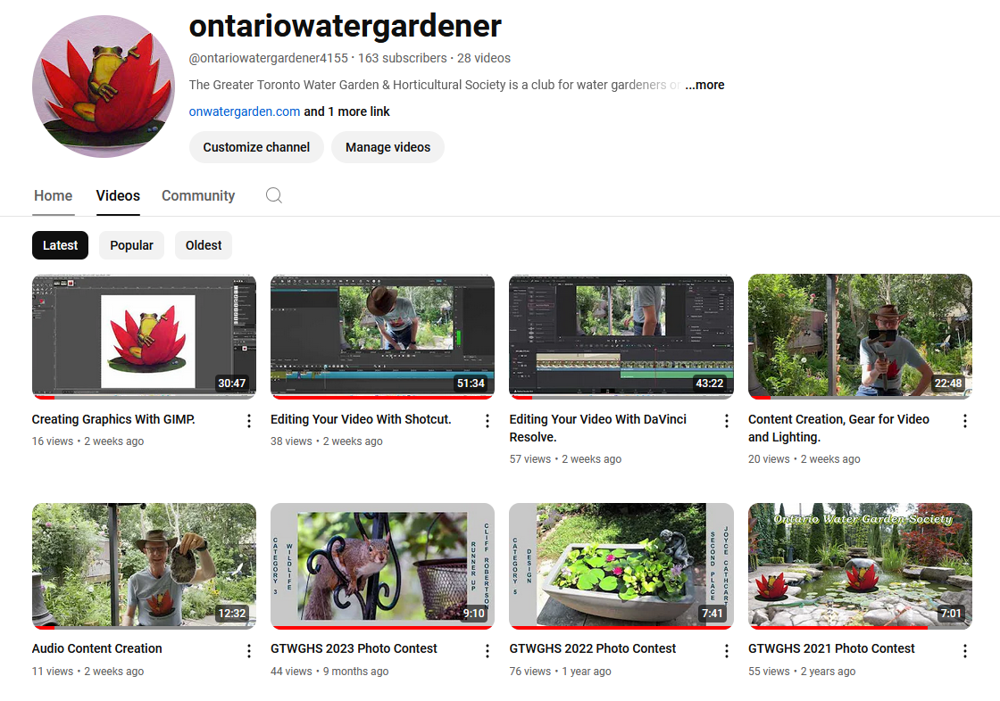 ontariowatergardener
@ontariowatergardener4155 · 163 subscribers · 28 videos
The Greater Toronto Water Garden & Horticultural Society is a club for water gardeners or ...more
onwatergarden.com and 1 more link
Customize channel Manage videos
Home Videos Community
Latest Popular Oldest
30:47 51:34 43:22 22:48
Creating Graphics With GIMP. Editing Your Video With Shotcut. Editing Your Video With DaVinci Content Creation, Gear for Video
Resolve. and Lighting.
16 views • 2 weeks ago 38 views • 2 weeks ago
57 views • 2 weeks ago 20 views • 2 weeks ago
Ontario Water Garden Society
CATEGORY 3
WILDLIFE
RUNNER UP
CLIFF ROBERTSO
CATEGORY 5
DESIGN
SECOND PLACE
JOYCE CATHCART
12:32 9:10 7:41 7:01
Audio Content Creation GTWGHS 2023 Photo Contest GTWGHS 2022 Photo Contest GTWGHS 2021 Photo Contest
11 views • 2 weeks ago 44 views • 9 months ago 76 views • 1 year ago 55 views • 2 years ago